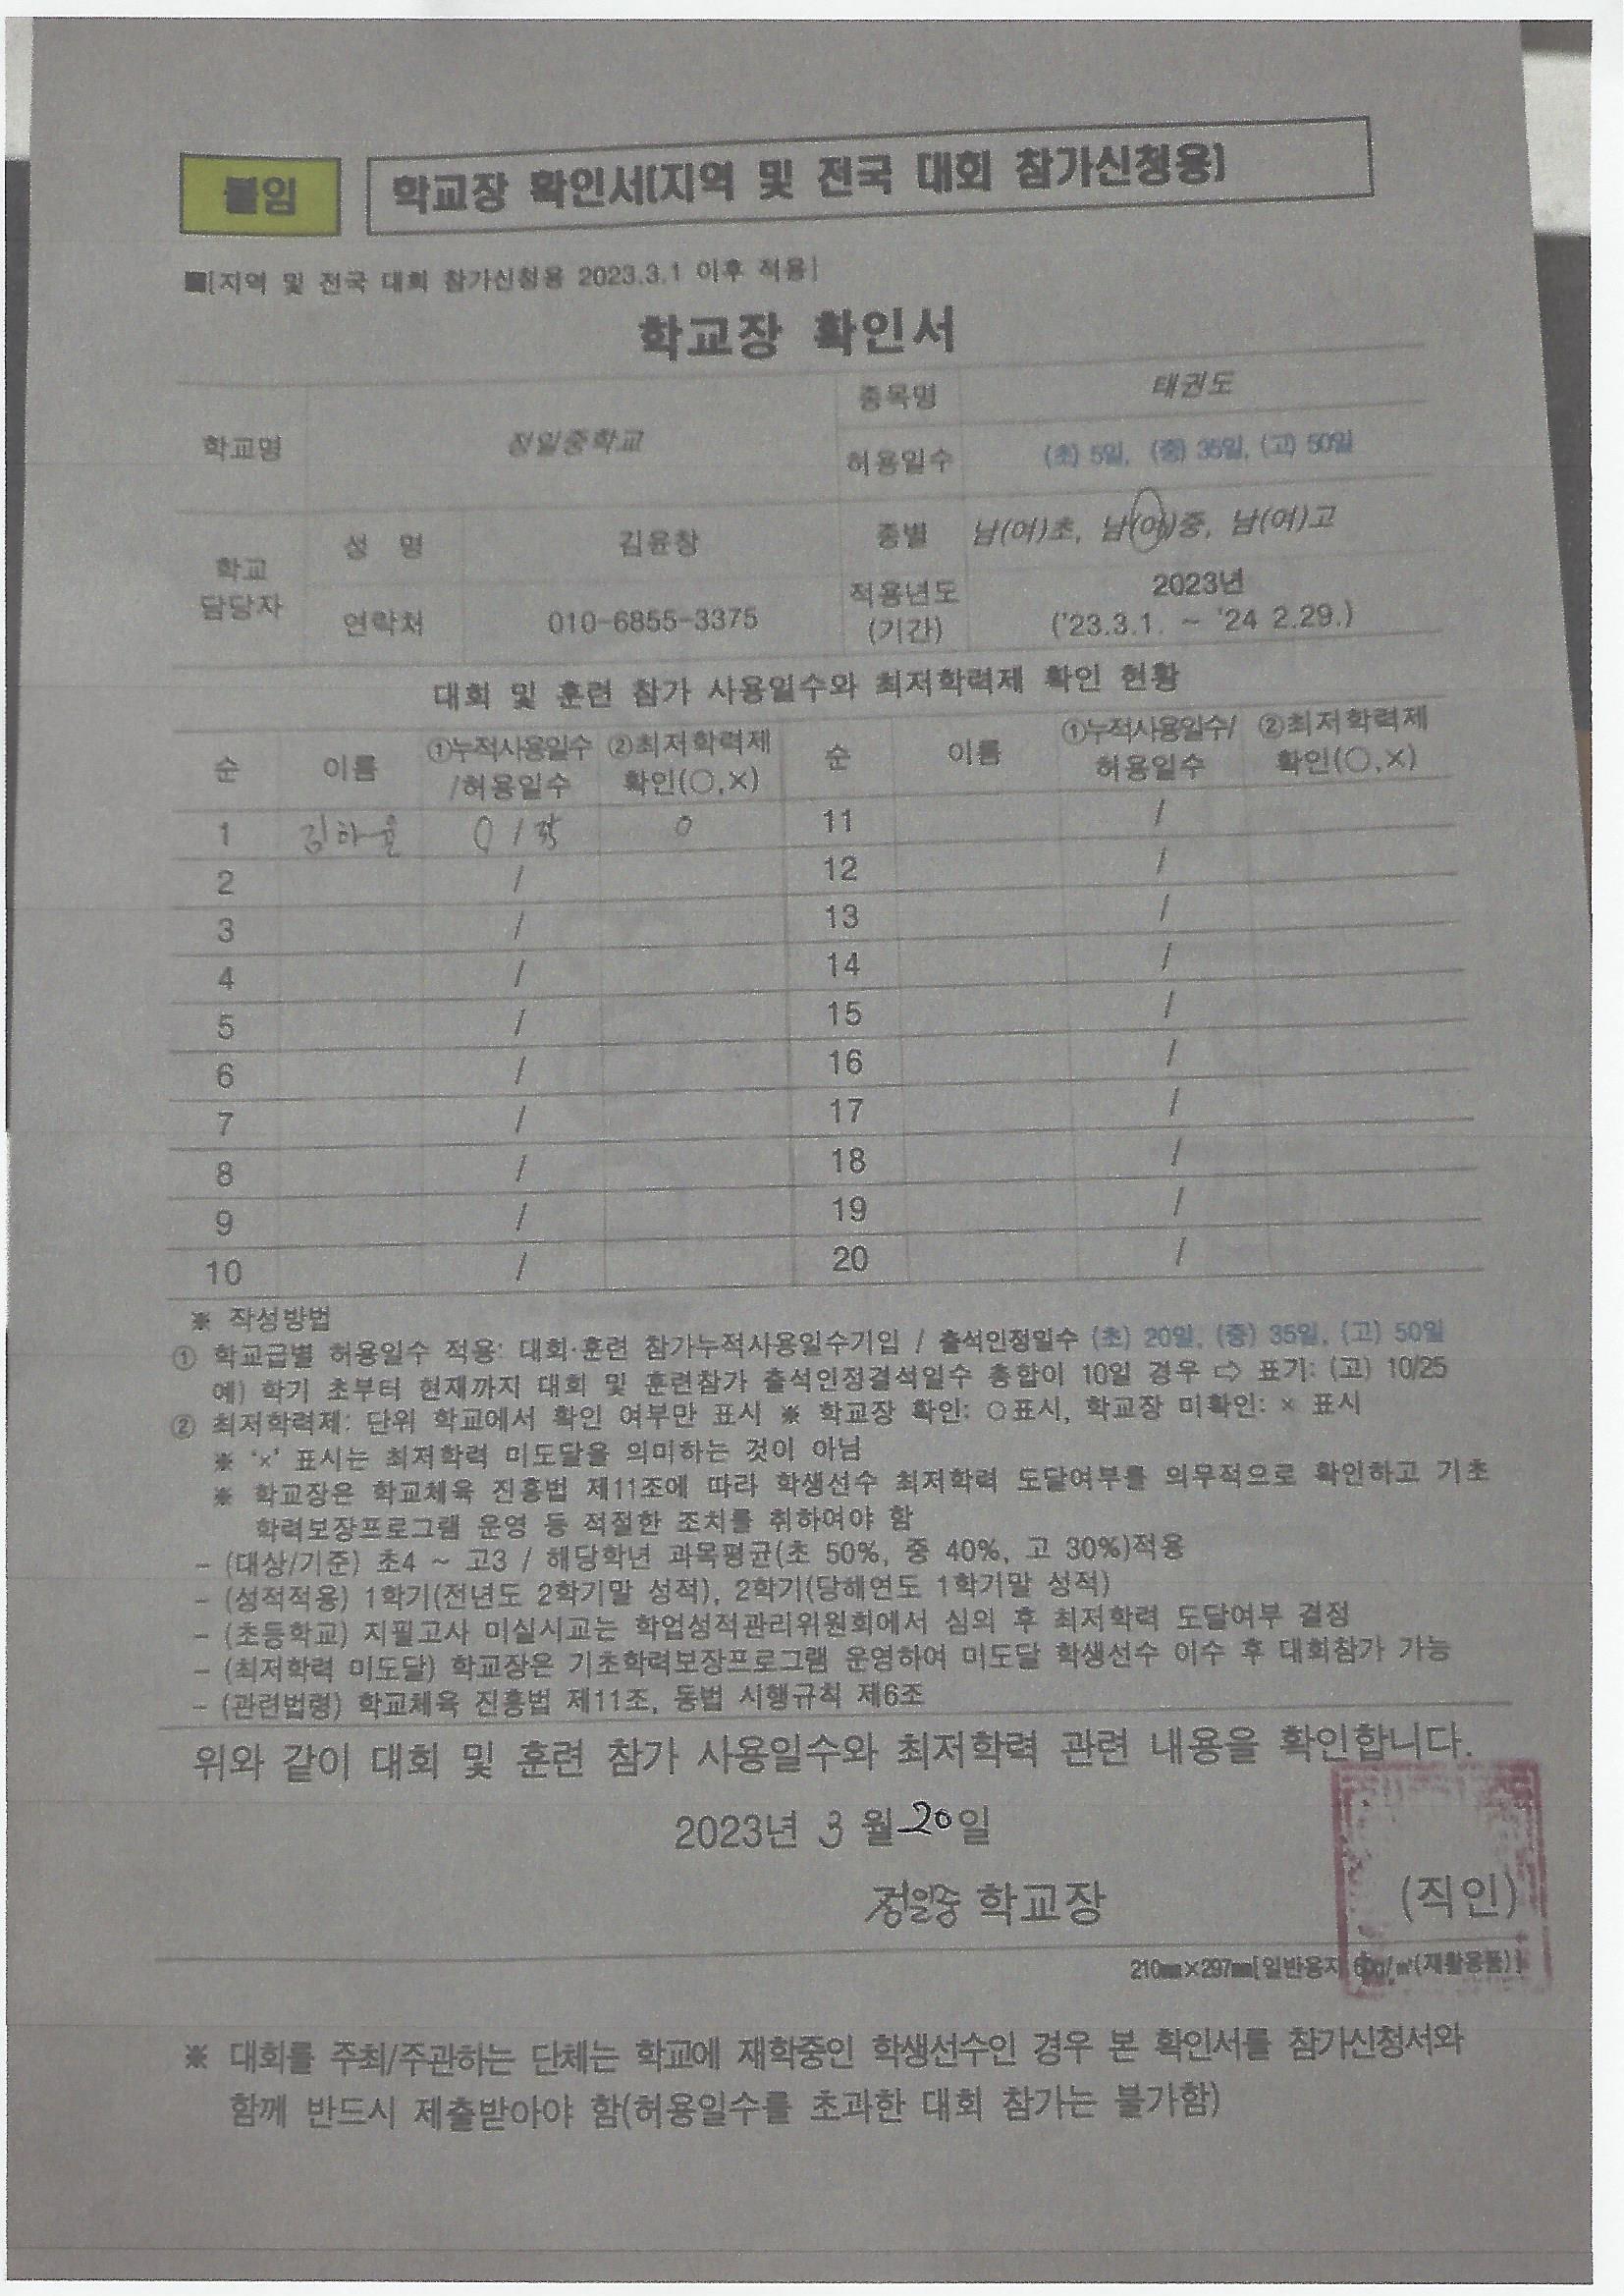 붙임 학교장 확인서[지역 및 전국 대회 참가신청용]
■[지역 및 전국 대회 참가신청용 2023.3.1 이후 적용]
학교장 확인서
학교명 정일중학교 종목명 태권도
허용일수 (초) 5일, (중) 35일, (고) 50일
학교 담당자 성 명 김윤창 종별 남(여)초, 남(여)중, 남(여)고
연락처 010-6855-3375 적용년도 (기간) 2023년 ('23.3.1. ~ '24 2.29.)
대회 및 훈련 참가 사용일수와 최저학력제 확인 현황
순 이름 ①누적사용일수 /허용일수 ②최저학력제 확인(○,×) 순 이름 ①누적사용일수/ 허용일수 ②최저학력제 확인(○,×)
1 김하율 0 / 35 0 11 /
2 / 12 /
3 / 13 /
4 / 14 /
5 / 15 /
6 / 16 /
7 / 17 /
8 / 18 /
9 / 19 /
10 / 20 /
※ 작성방법
① 학교급별 허용일수 적용: 대회·훈련 참가누적사용일수기입 / 출석인정일수 (초) 20일, (중) 35일, (고) 50일
예) 학기 초부터 현재까지 대회 및 훈련참가 출석인정결석일수 총합이 10일 경우 ⇨ 표기: (고) 10/25
② 최저학력제: 단위 학교에서 확인 여부만 표시 ※ 학교장 확인: ○표시, 학교장 미확인: × 표시
※ '×' 표시는 최저학력 미도달을 의미하는 것이 아님
※ 학교장은 학교체육 진흥법 제11조에 따라 학생선수 최저학력 도달여부를 의무적으로 확인하고 기초
학력보장프로그램 운영 등 적절한 조치를 취하여야 함
- (대상/기준) 초4 ~ 고3 / 해당학년 과목평균(초 50%, 중 40%, 고 30%)적용
- (성적적용) 1학기(전년도 2학기말 성적), 2학기(당해연도 1학기말 성적)
- (초등학교) 지필고사 미실시교는 학업성적관리위원회에서 심의 후 최저학력 도달여부 결정
- (최저학력 미도달) 학교장은 기초학력보장프로그램 운영하여 미도달 학생선수 이수 후 대회참가 가능
- (관련법령) 학교체육 진흥법 제11조, 동법 시행규칙 제6조
위와 같이 대회 및 훈련 참가 사용일수와 최저학력 관련 내용을 확인합니다.
2023년 3 월 20 일
정일중 학교장 (직인)
210㎜×297㎜[일반용지 60g/㎡(재활용품)]
※ 대회를 주최/주관하는 단체는 학교에 재학중인 학생선수인 경우 본 확인서를 참가신청서와
함께 반드시 제출받아야 함(허용일수를 초과한 대회 참가는 불가함)